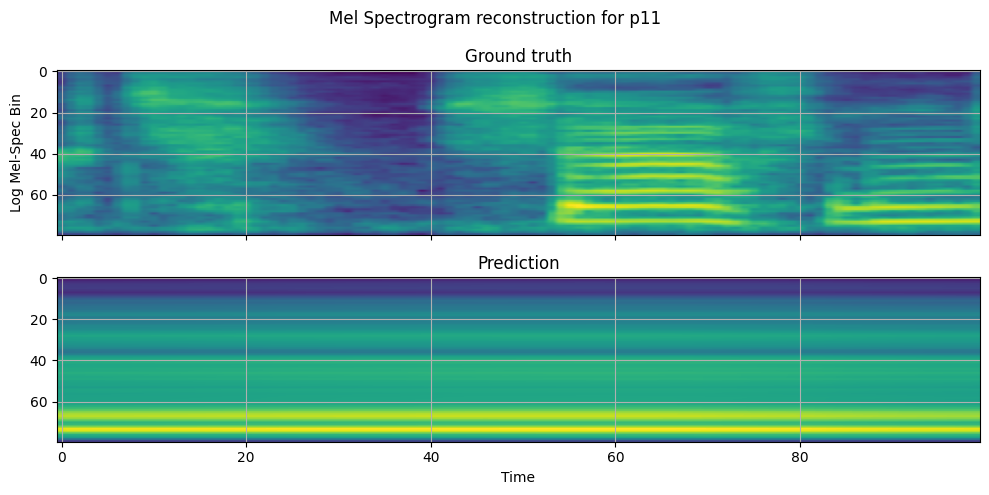 Mel Spectrogram reconstruction for p11
Ground truth
0
20
40
60
Log Mel-Spec Bin
Prediction
0
20
40
60
0 20 40 60 80
Time